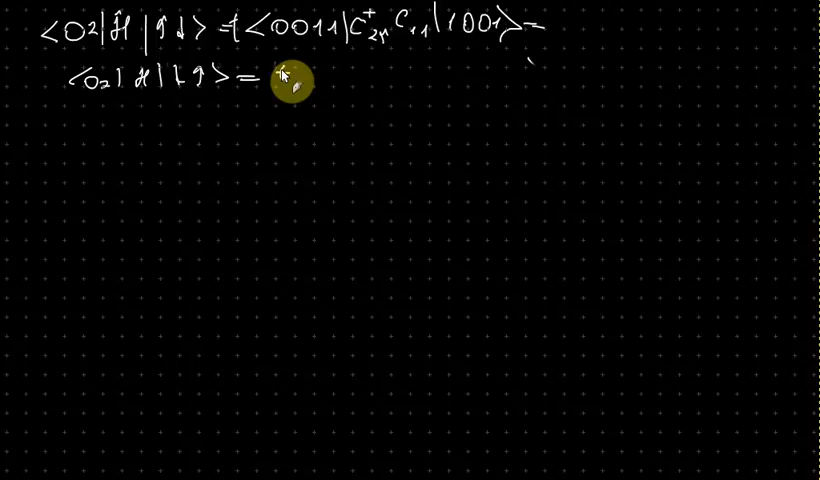 <02|Ĥ|↑↓> = t<0011|C⁺₂↑ C₁↑|1001> =
<02|H|↓↑> = t